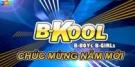 BKOOL
B-BOYS B-GIRLS
CHÚC MỪNG NĂM MỚI